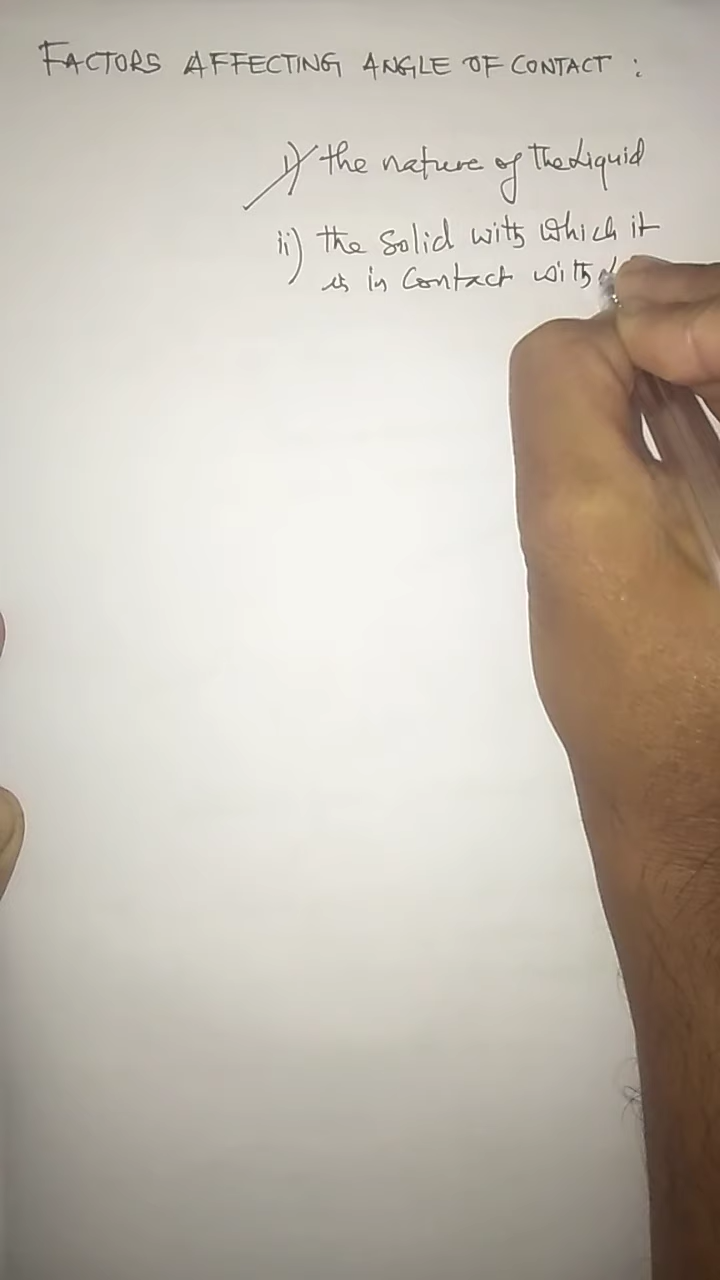 FACTORS AFFECTING ANGLE OF CONTACT :
i) the nature of The Liquid
ii) the Solid with which it
is in Contact with